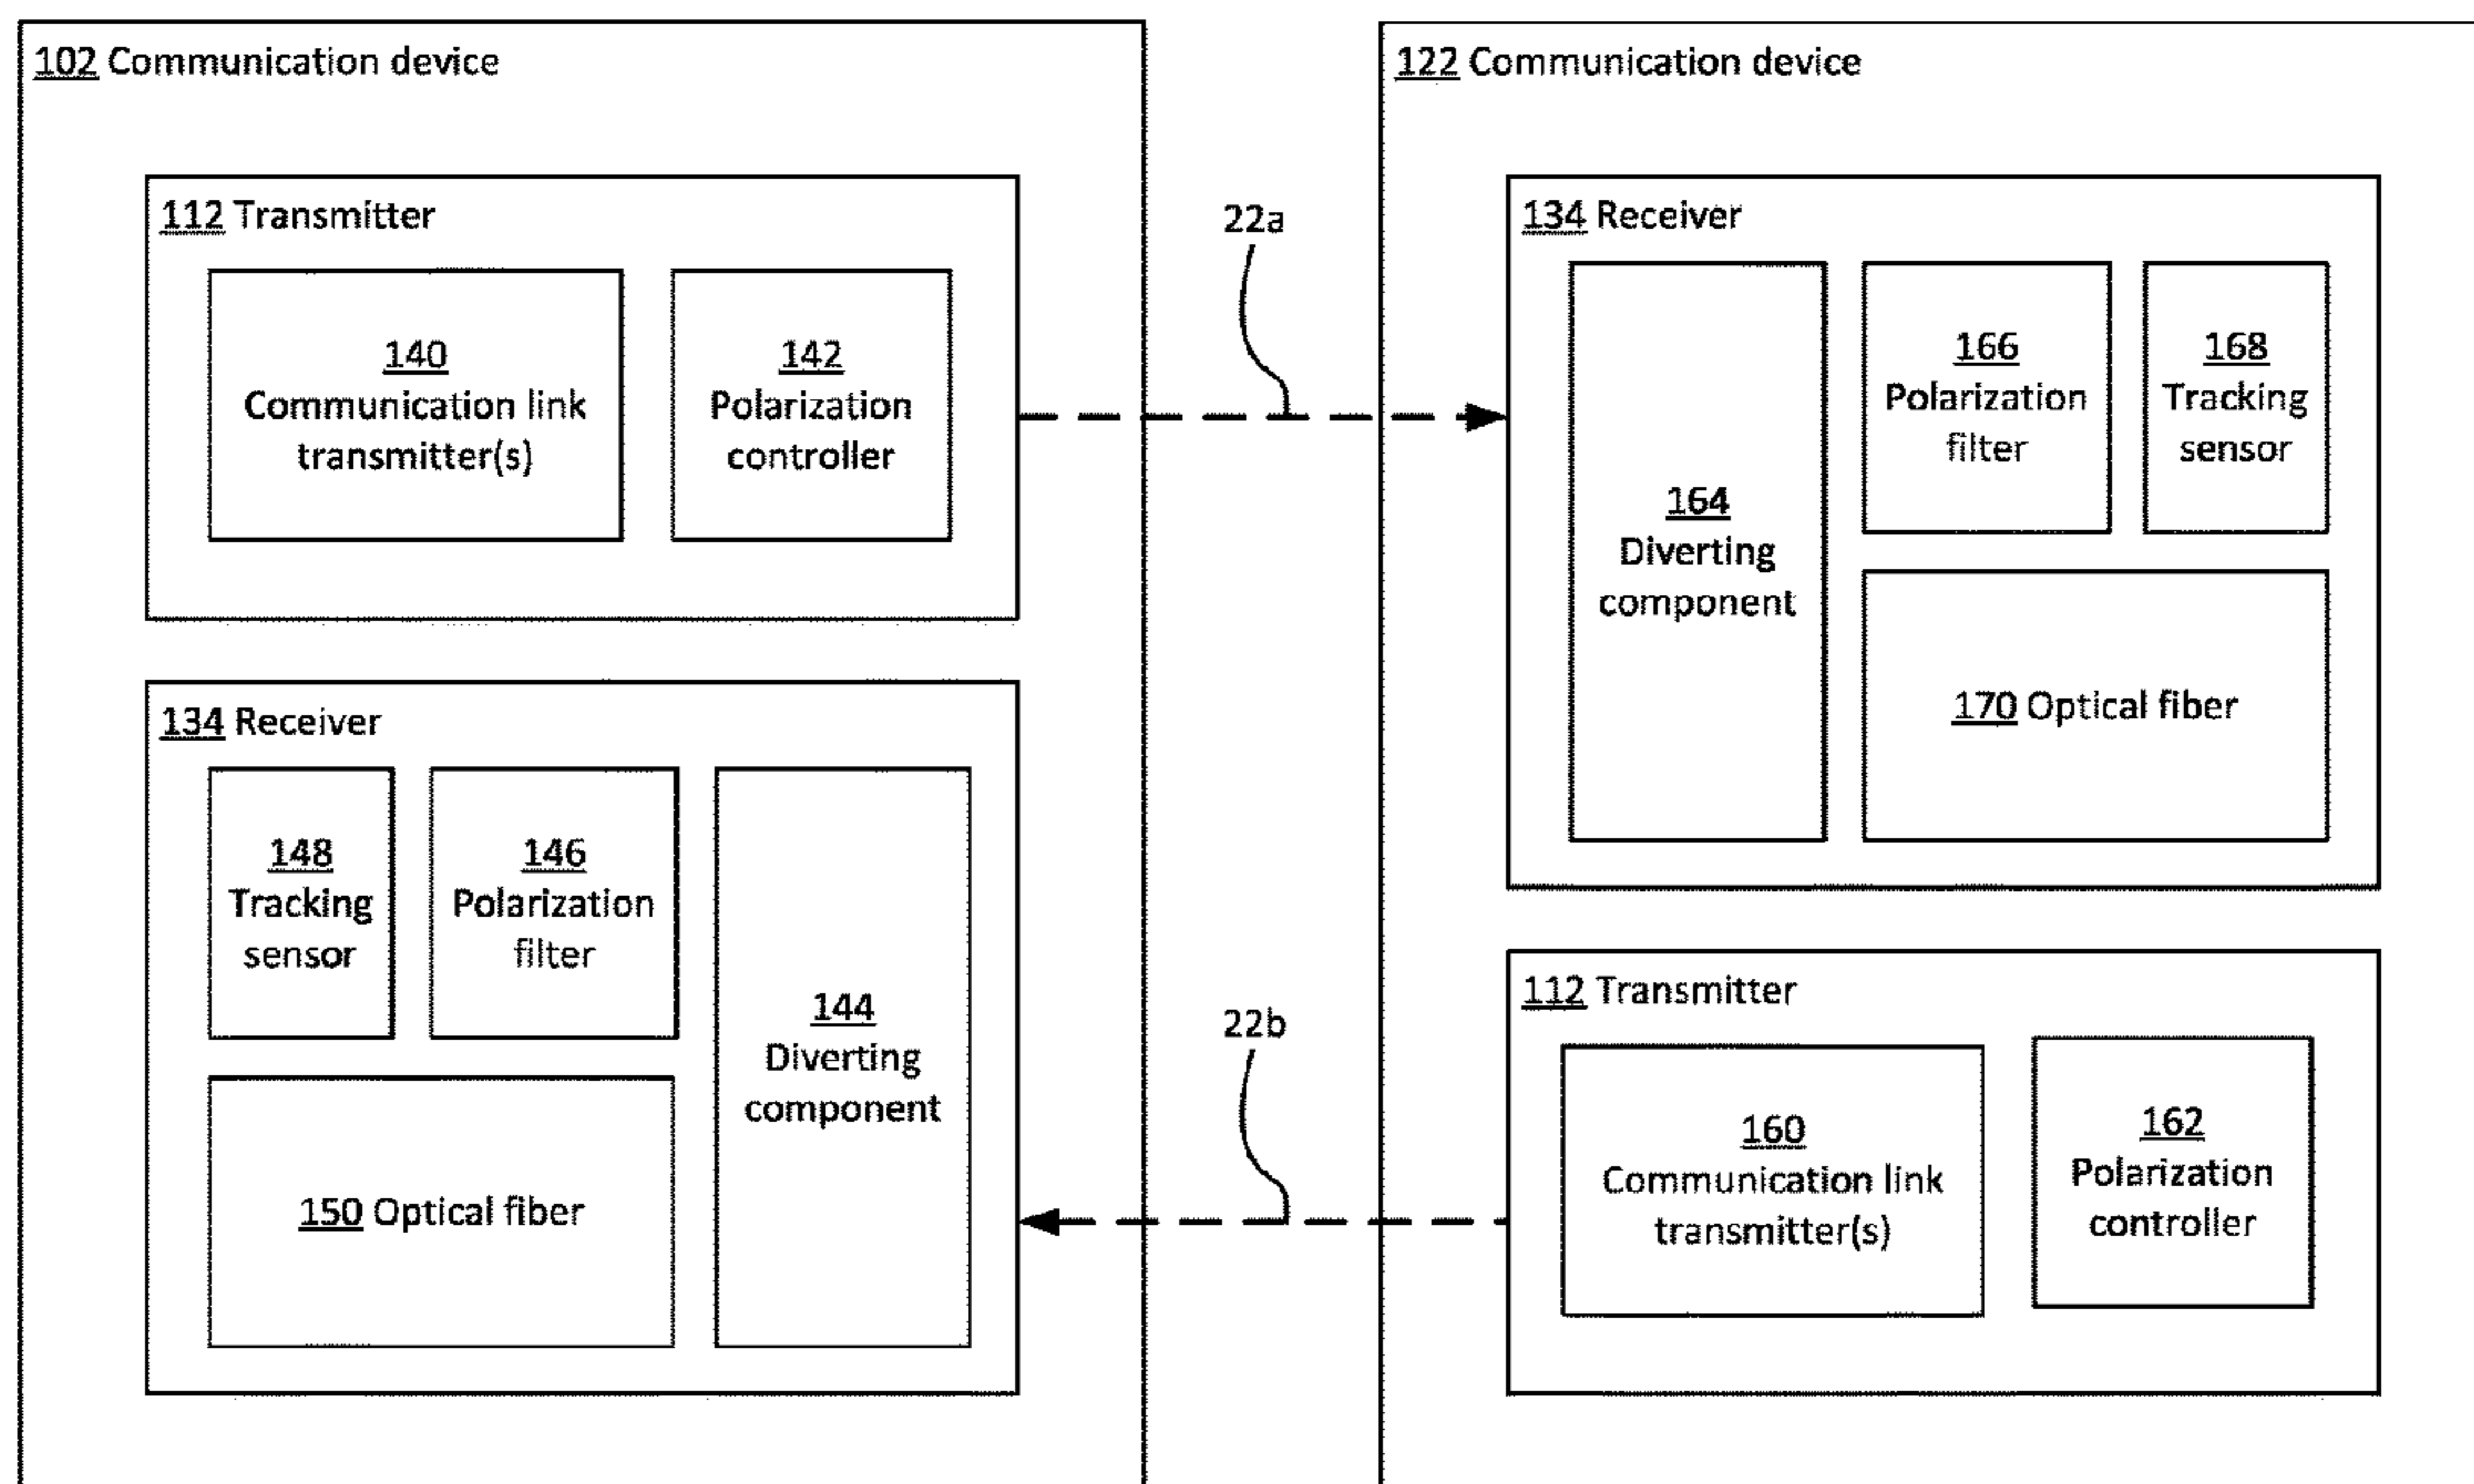 102 Communication device
112 Transmitter
140
Communication link
transmitter(s)
142
Polarization
controller
134 Receiver
148
Tracking
sensor
146
Polarization
filter
144
Diverting
component
150 Optical fiber
22a
22b
122 Communication device
134 Receiver
164
Diverting
component
166
Polarization
filter
168
Tracking
sensor
170 Optical fiber
112 Transmitter
160
Communication link
transmitter(s)
162
Polarization
controller